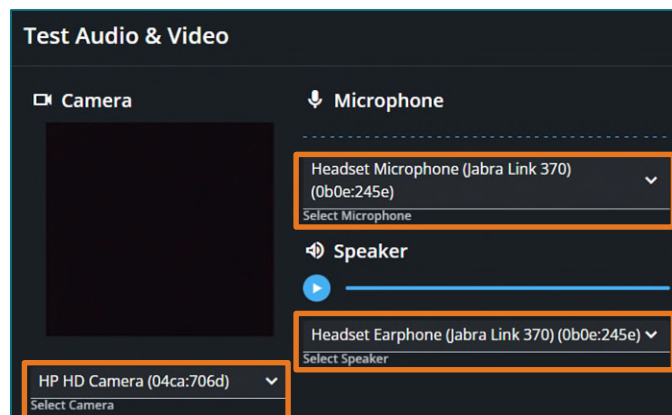 Test Audio & Video
Camera
Microphone
Headset Microphone (Jabra Link 370)
(0b0e:245e)
Select Microphone
Speaker
Headset Earphone (Jabra Link 370) (0b0e:245e)
Select Speaker
HP HD Camera (04ca:706d)
Select Camera